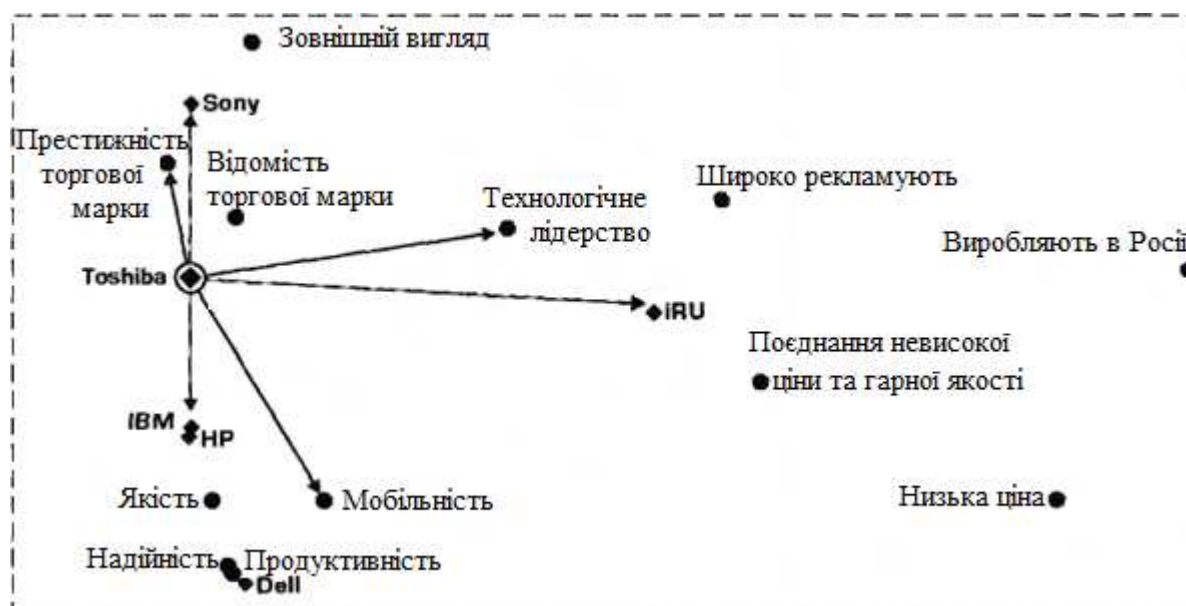 Зовнішній вигляд
Sony
Престижність
торгової
марки
Відомість
торгової марки
Технологічне
лідерство
Широко рекламують
Виробляють в Росії
Toshiba
iRU
Поєднання невисокої
ціни та гарної якості
IBM
HP
Якість
Мобільність
Низька ціна
Надійність
Продуктивність
Dell